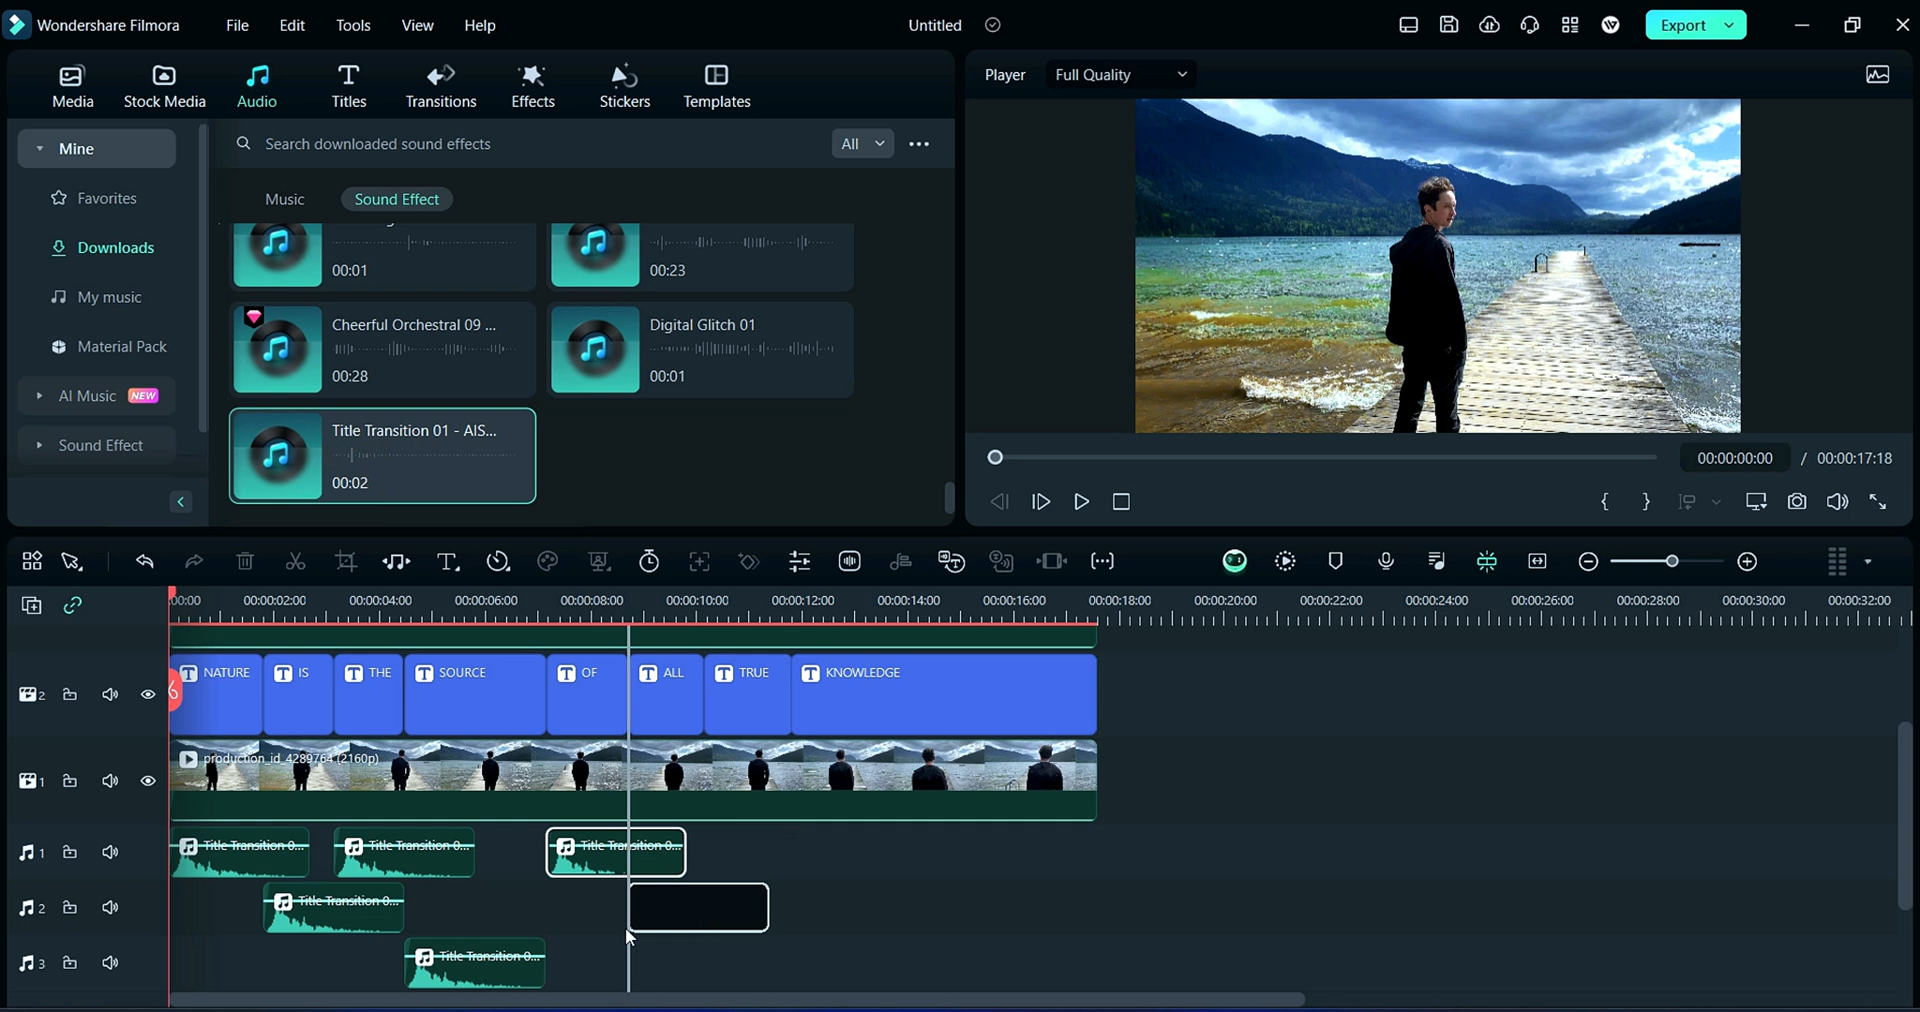 Wondershare Filmora
File
Edit
Tools
View
Help
Untitled
Export
Media
Stock Media
Audio
Titles
Transitions
Effects
Stickers
Templates
Player
Full Quality
Mine
Search downloaded sound effects
All
Favorites
Music
Sound Effect
Downloads
00:01
00:23
My music
Cheerful Orchestral 09 ...
Digital Glitch 01
Material Pack
00:28
00:01
AI Music
NEW
Title Transition 01 - AIS...
Sound Effect
00:02
00:00:00:00 / 00:00:17:18
:00:00
00:00:02:00
00:00:04:00
00:00:06:00
00:00:08:00
00:00:10:00
00:00:12:00
00:00:14:00
00:00:16:00
00:00:18:00
00:00:20:00
00:00:22:00
00:00:24:00
00:00:26:00
00:00:28:00
00:00:30:00
00:00:32:00
2
NATURE
IS
THE
SOURCE
OF
ALL
TRUE
KNOWLEDGE
1
production_id_4289764 (2160p)
1
Title Transition 0...
Title Transition 0...
Title Transition 0...
2
Title Transition 0...
3
Title Transition 0...